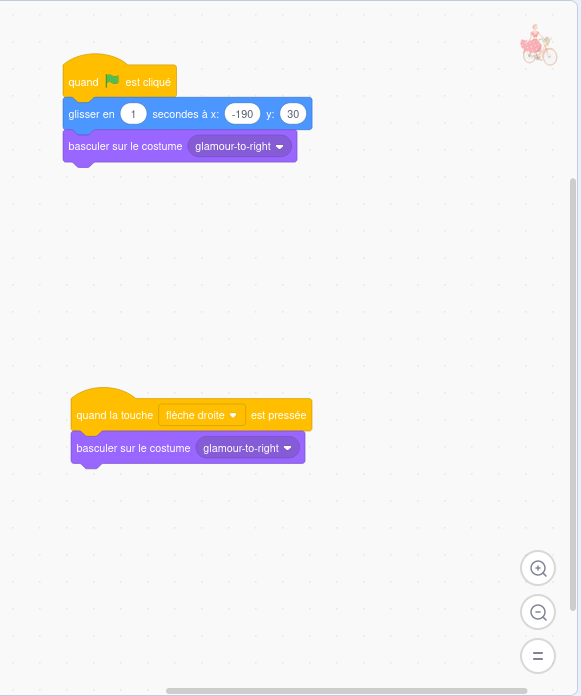 quand est cliqué
glisser en 1 secondes à x: -190 y: 30
basculer sur le costume glamour-to-right
quand la touche flèche droite est pressée
basculer sur le costume glamour-to-right